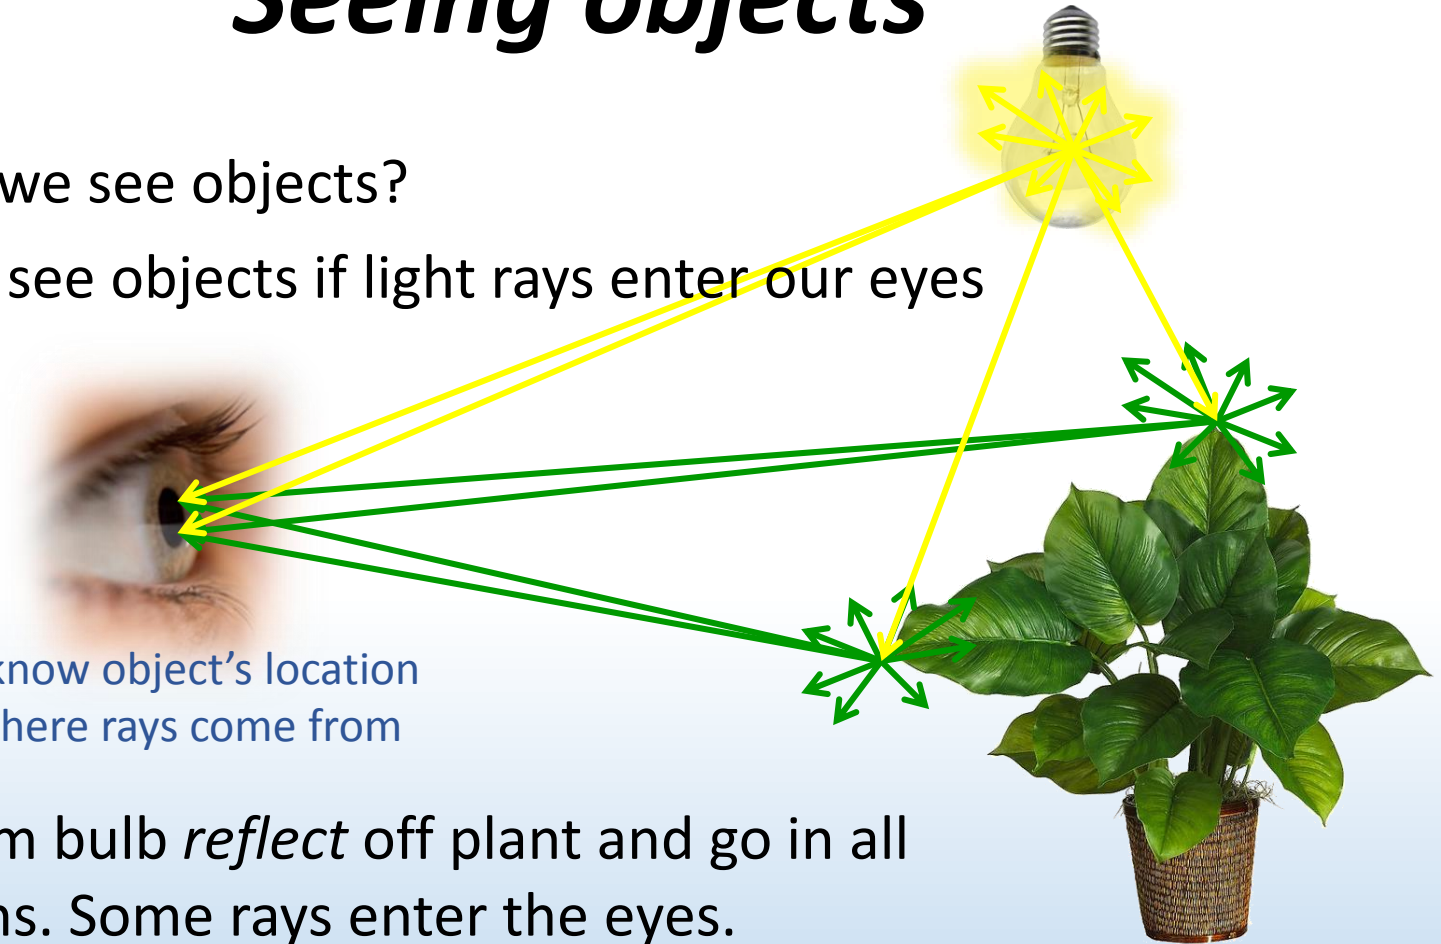 Seeing objects
we see objects?
see objects if light rays enter our eyes
know object's location
here rays come from
m bulb reflect off plant and go in all
ns. Some rays enter the eyes.